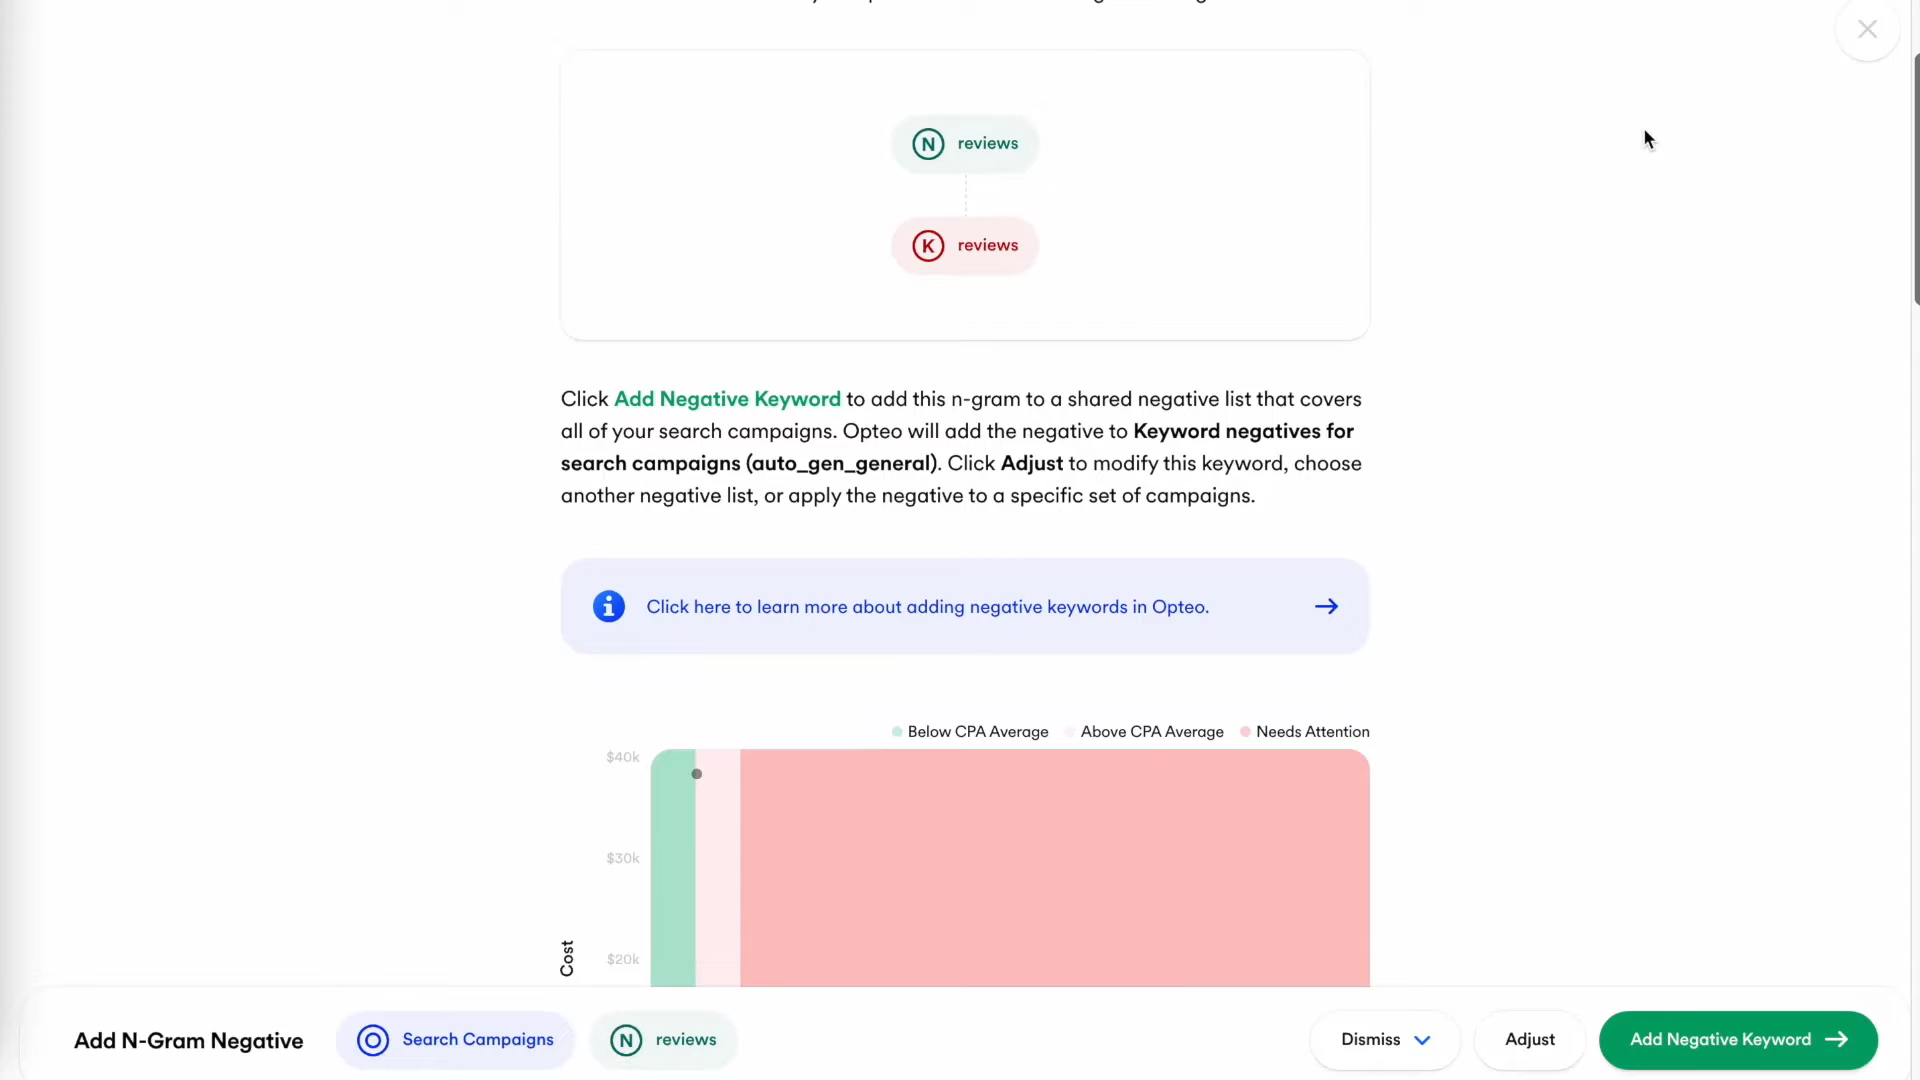 N reviews
K reviews
Click Add Negative Keyword to add this n-gram to a shared negative list that covers
all of your search campaigns. Opteo will add the negative to Keyword negatives for
search campaigns (auto_gen_general). Click Adjust to modify this keyword, choose
another negative list, or apply the negative to a specific set of campaigns.
Click here to learn more about adding negative keywords in Opteo.
Below CPA Average Above CPA Average Needs Attention
$40k
$30k
$20k
Cost
Add N-Gram Negative Search Campaigns N reviews Dismiss Adjust Add Negative Keyword